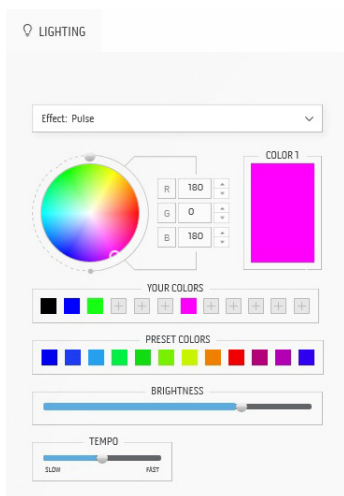 LIGHTING
Effect: Pulse
COLOR 1
R 180
G 0
B 180
YOUR COLORS
PRESET COLORS
BRIGHTNESS
TEMPO
SLOW FAST